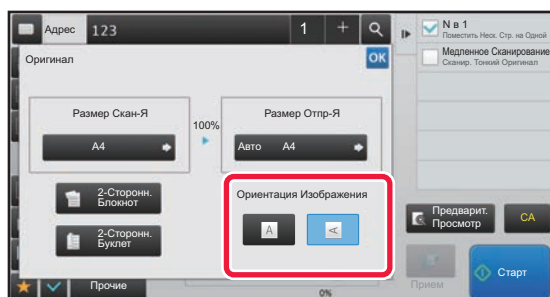 Адрес 123 1 +
N в 1
Поместить Неск. Стр. на Одной
Медленное Сканирование
Сканир. Тонкий Оригинал
Оригинал OK
Размер Скан-Я
100%
Размер Отпр-Я
A4
Авто A4
2-Сторонн.
Блокнот
Ориентация Изображения
A A
2-Сторонн.
Буклет
Предварит.
Просмотр
CA
Прочие
0%
Прием
Старт